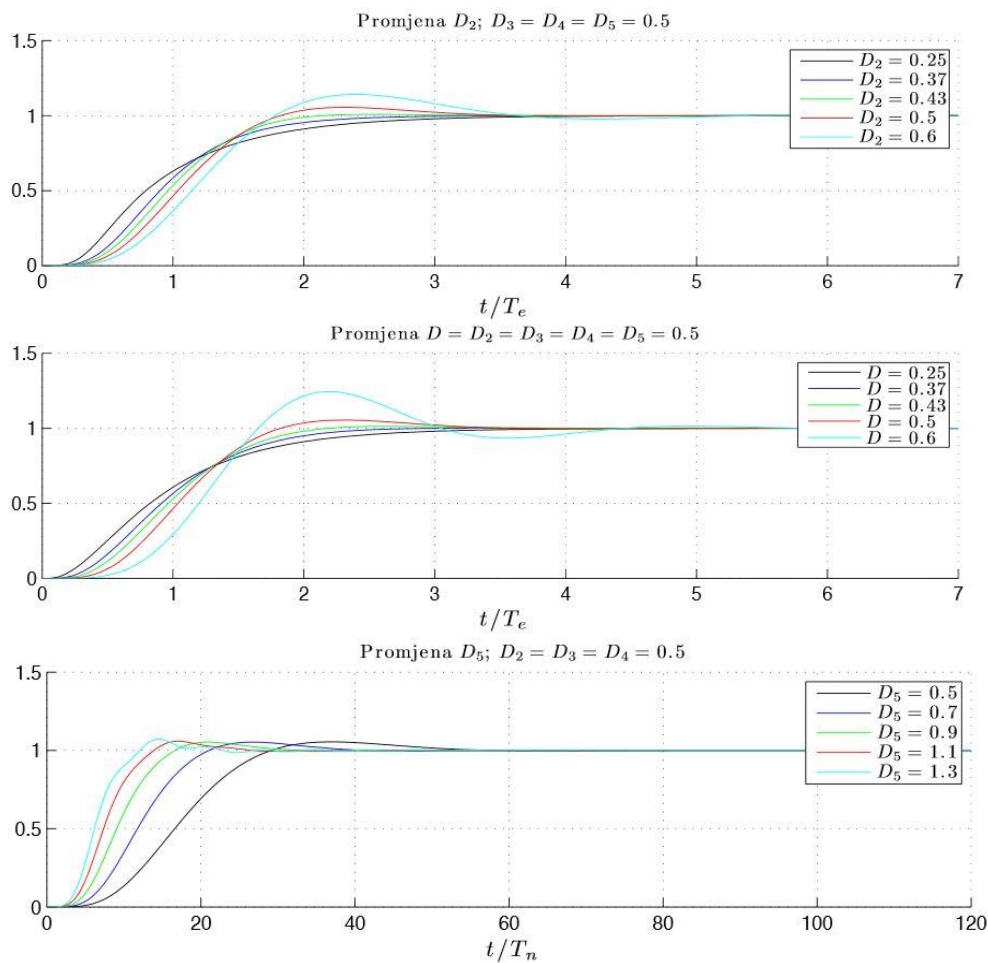 Promjena D₂; D₃ = D₄ = D₅ = 0.5
1.5
1
0.5
0
D₂ = 0.25
D₂ = 0.37
D₂ = 0.43
D₂ = 0.5
D₂ = 0.6
0 1 2 3 4 5 6 7
t/Tₑ
Promjena D = D₂ = D₃ = D₄ = D₅ = 0.5
1.5
1
0.5
0
D = 0.25
D = 0.37
D = 0.43
D = 0.5
D = 0.6
0 1 2 3 4 5 6 7
t/Tₑ
Promjena D₅; D₂ = D₃ = D₄ = 0.5
1.5
1
0.5
0
D₅ = 0.5
D₅ = 0.7
D₅ = 0.9
D₅ = 1.1
D₅ = 1.3
0 20 40 60 80 100 120
t/Tₙ